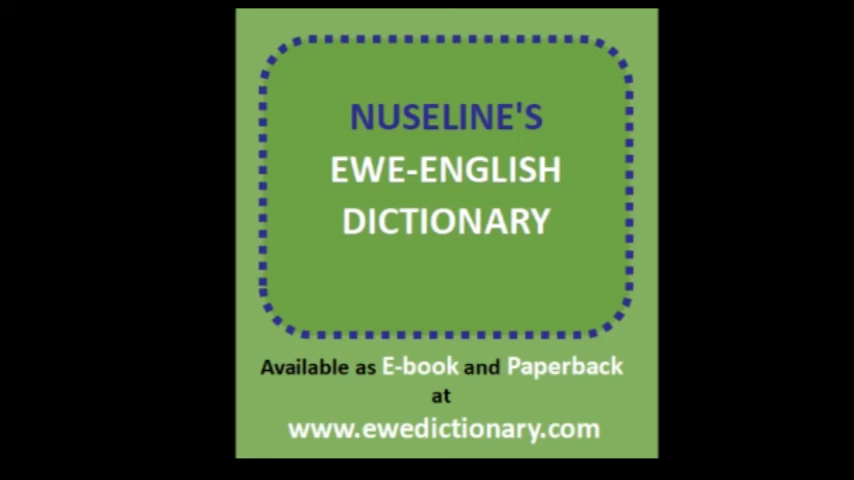 NUSELINE'S
EWE-ENGLISH
DICTIONARY
Available as E-book and Paperback
at
www.ewedictionary.com